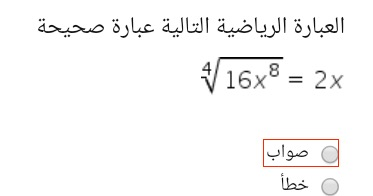 العبارة الرياضية التالية عبارة صحيحة
∜16x⁸ = 2x
صواب
خطأ